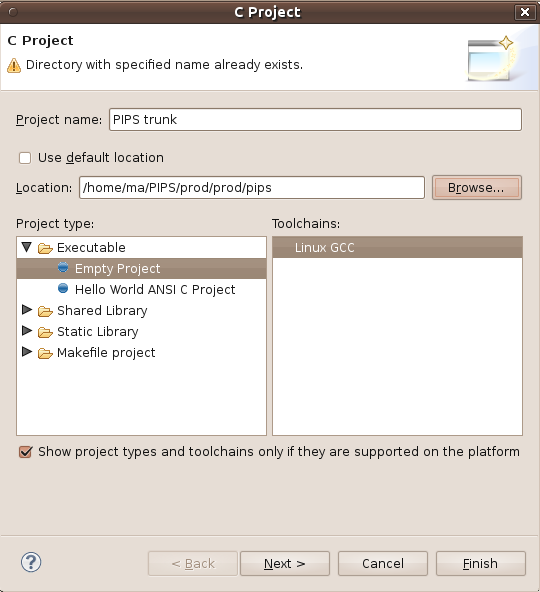 C Project
C Project
Directory with specified name already exists.
Project name: PIPS trunk
Use default location
Location: /home/ma/PIPS/prod/prod/pips Browse...
Project type: Toolchains:
Executable
Linux GCC
Empty Project
Hello World ANSI C Project
Shared Library
Static Library
Makefile project
Show project types and toolchains only if they are supported on the platform
? < Back Next > Cancel Finish